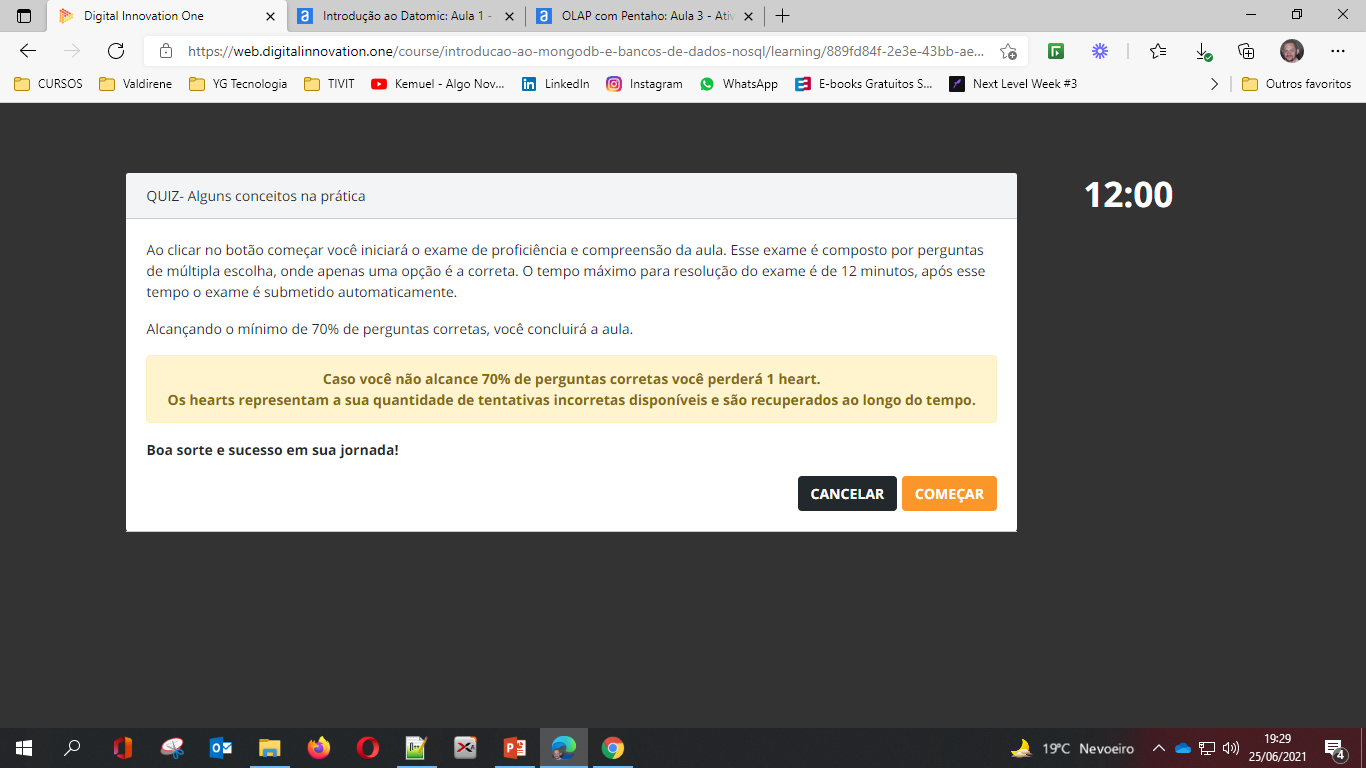 Digital Innovation One
Introdução ao Datomic: Aula 1 -
OLAP com Pentaho: Aula 3 - Ativ
https://web.digitalinnovation.one/course/introducao-ao-mongodb-e-bancos-de-dados-nosql/learning/889fd84f-2e3e-43bb-ae...
CURSOS
Valdirene
YG Tecnologia
TIVIT
Kemuel - Algo Nov...
LinkedIn
Instagram
WhatsApp
E-books Gratuitos S...
Next Level Week #3
Outros favoritos
QUIZ- Alguns conceitos na prática
12:00
Ao clicar no botão começar você iniciará o exame de proficiência e compreensão da aula. Esse exame é composto por perguntas
de múltipla escolha, onde apenas uma opção é a correta. O tempo máximo para resolução do exame é de 12 minutos, após esse
tempo o exame é submetido automaticamente.
Alcançando o mínimo de 70% de perguntas corretas, você concluirá a aula.
Caso você não alcance 70% de perguntas corretas você perderá 1 heart.
Os hearts representam a sua quantidade de tentativas incorretas disponíveis e são recuperados ao longo do tempo.
Boa sorte e sucesso em sua jornada!
CANCELAR
COMEÇAR
19°C Nevoeiro
19:29
25/06/2021
4